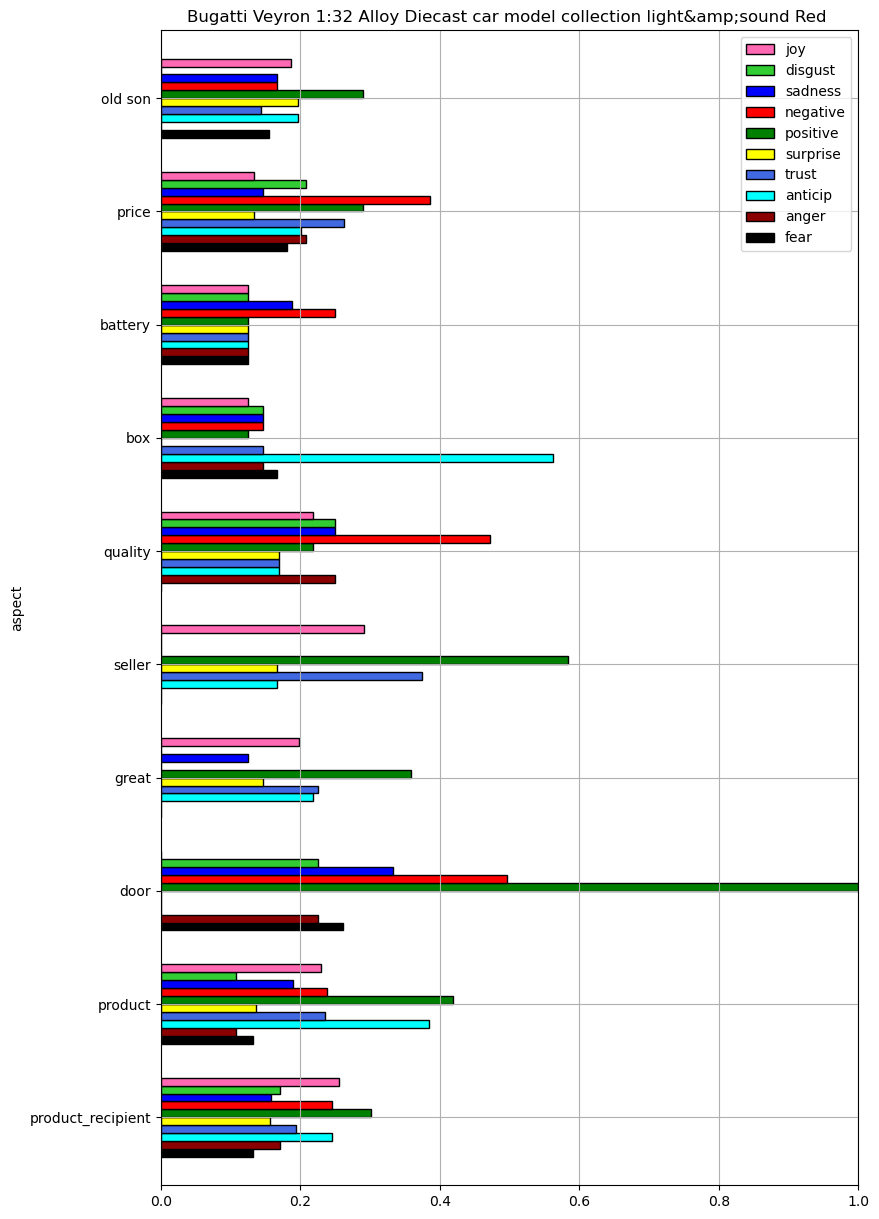 Bugatti Veyron 1:32 Alloy Diecast car model collection light&amp;sound Red
joy
disgust
sadness
negative
positive
surprise
trust
anticip
anger
fear
old son
price
battery
box
quality
seller
great
door
product
product_recipient
aspect
0.0 0.2 0.4 0.6 0.8 1.0